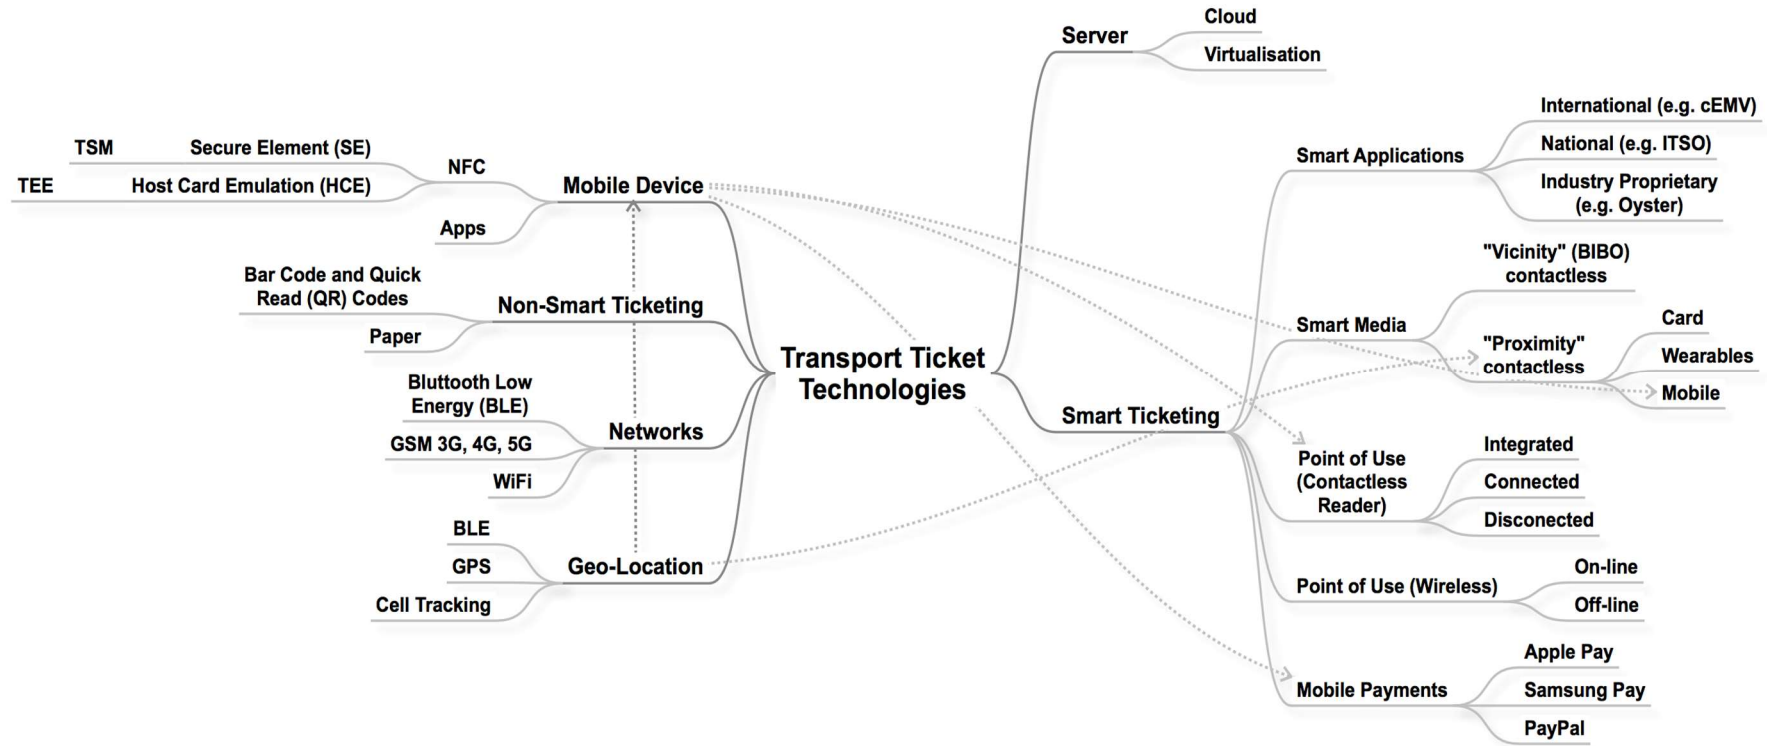 Transport Ticket
Technologies
Server
Cloud
Virtualisation
Smart Ticketing
Smart Applications
International (e.g. cEMV)
National (e.g. ITSO)
Industry Proprietary
(e.g. Oyster)
Smart Media
"Vicinity" (BIBO)
contactless
"Proximity"
contactless
Card
Wearables
Mobile
Point of Use
(Contactless
Reader)
Integrated
Connected
Disconected
Point of Use (Wireless)
On-line
Off-line
Mobile Payments
Apple Pay
Samsung Pay
PayPal
Mobile Device
NFC
Secure Element (SE)
TSM
Host Card Emulation (HCE)
TEE
Apps
Non-Smart Ticketing
Bar Code and Quick
Read (QR) Codes
Paper
Networks
Bluttooth Low
Energy (BLE)
GSM 3G, 4G, 5G
WiFi
Geo-Location
BLE
GPS
Cell Tracking